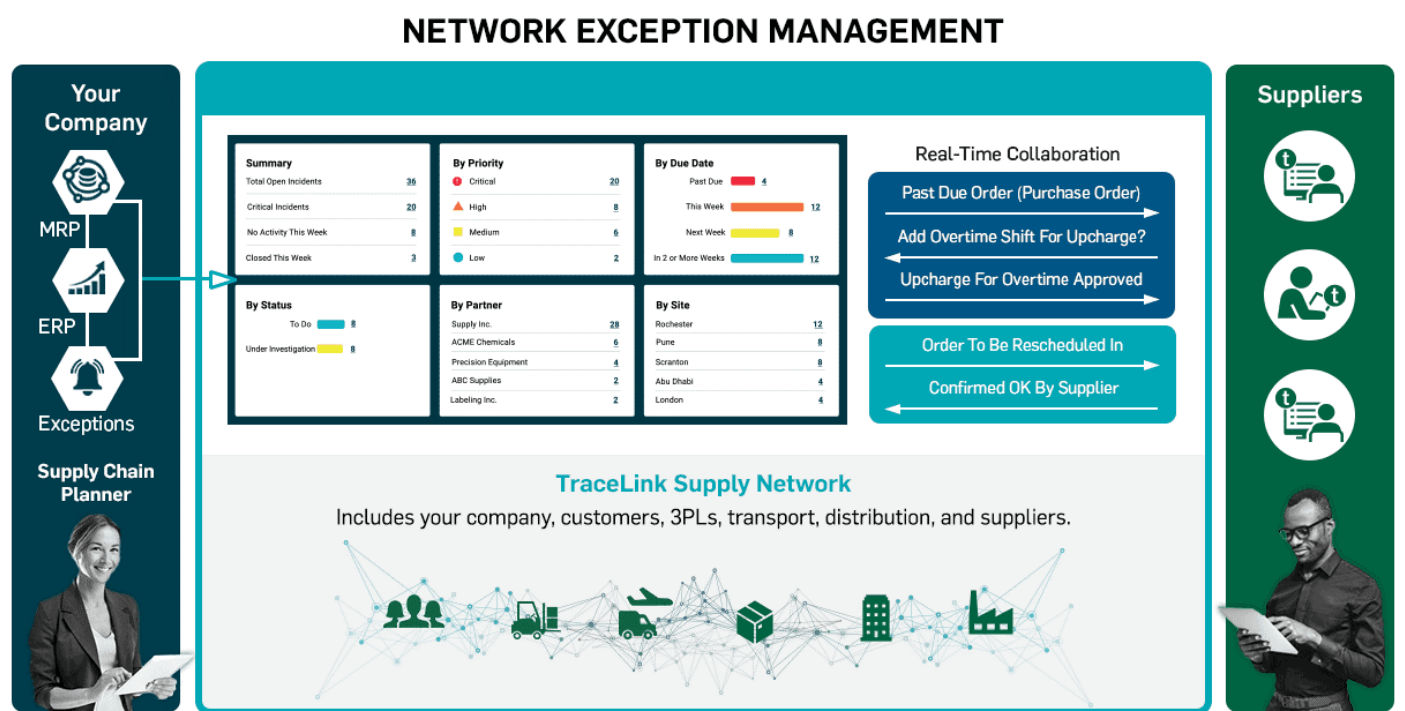 NETWORK EXCEPTION MANAGEMENT
Your
Company
MRP
ERP
Exceptions
Supply Chain
Planner
Summary
Total Open Incidents 36
Critical Incidents 20
No Activity This Week 8
Closed This Week 3
By Priority
Critical 20
High 8
Medium 6
Low 2
By Due Date
Past Due 4
This Week 12
Next Week 8
In 2 or More Weeks 12
By Status
To Do 8
Under Investigation 8
By Partner
Supply Inc. 28
ACME Chemicals 6
Precision Equipment 4
ABC Supplies 2
Labeling Inc. 2
By Site
Rochester 12
Pune 8
Scranton 8
Abu Dhabi 4
London 4
Real-Time Collaboration
Past Due Order (Purchase Order)
Add Overtime Shift For Upcharge?
Upcharge For Overtime Approved
Order To Be Rescheduled In
Confirmed OK By Supplier
TraceLink Supply Network
Includes your company, customers, 3PLs, transport, distribution, and suppliers.
Suppliers
t
t
t